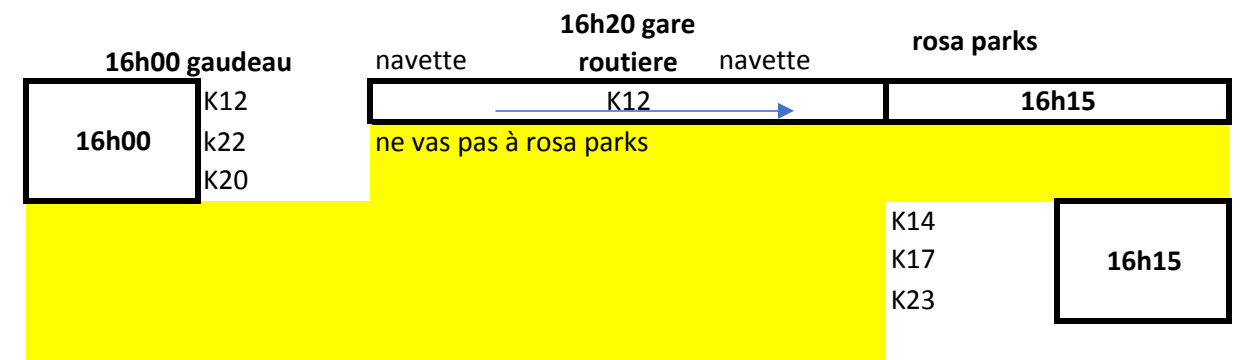 16h20 gare
routiere
rosa parks
16h00 gaudeau
navette
navette
K12
K12
16h15
16h00
k22
ne vas pas à rosa parks
K20
K14
K17
16h15
K23